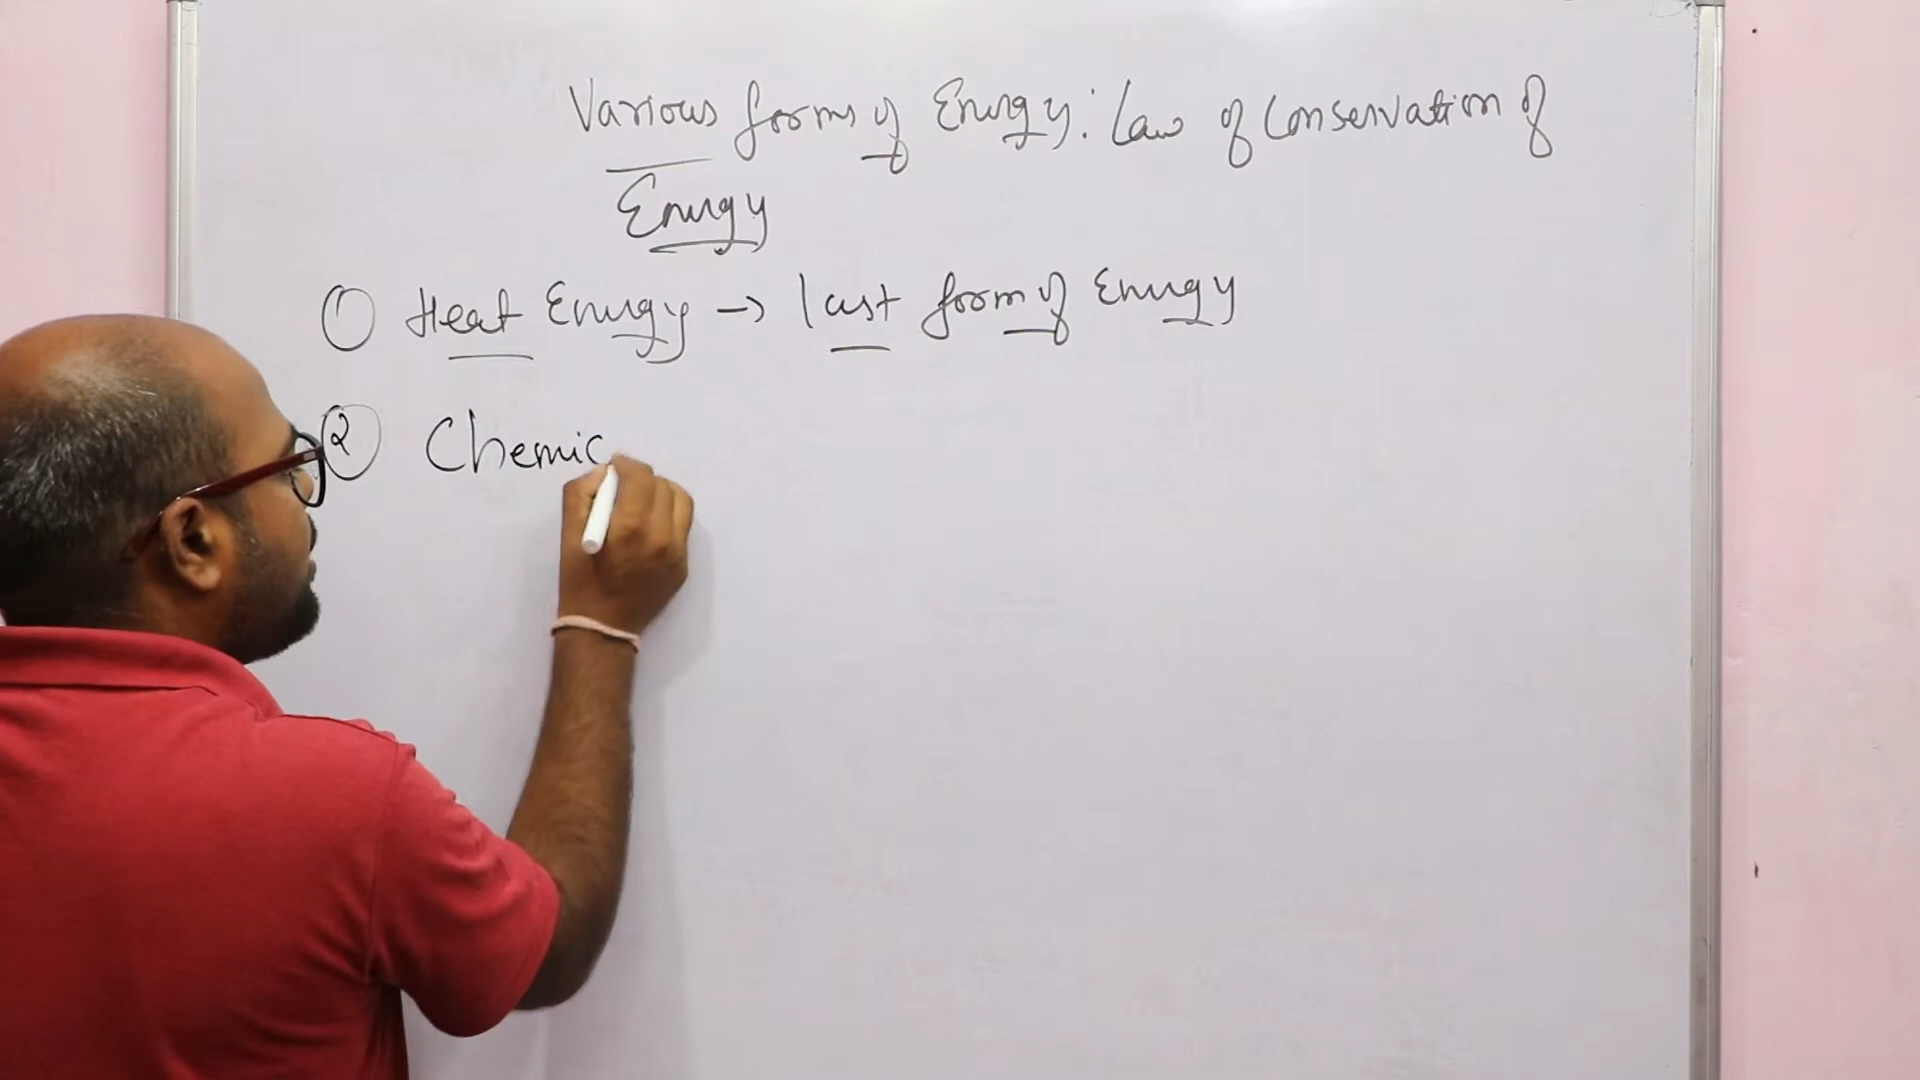 Various forms of Energy: Law of Conservation of
Energy
① Heat Energy → last form of Energy
② Chemic